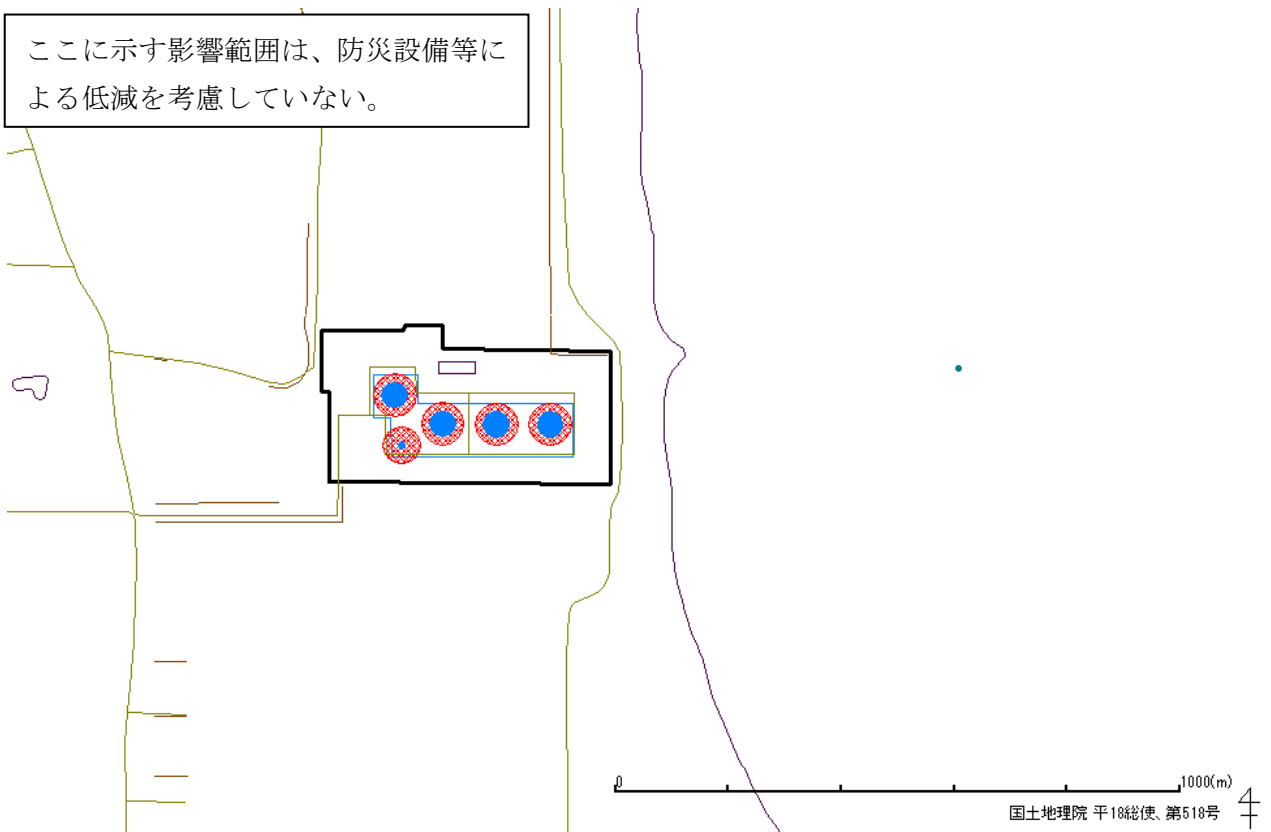 ここに示す影響範囲は、防災設備等に
よる低減を考慮していない。
0
1000(m)
国土地理院 平18総使、第518号